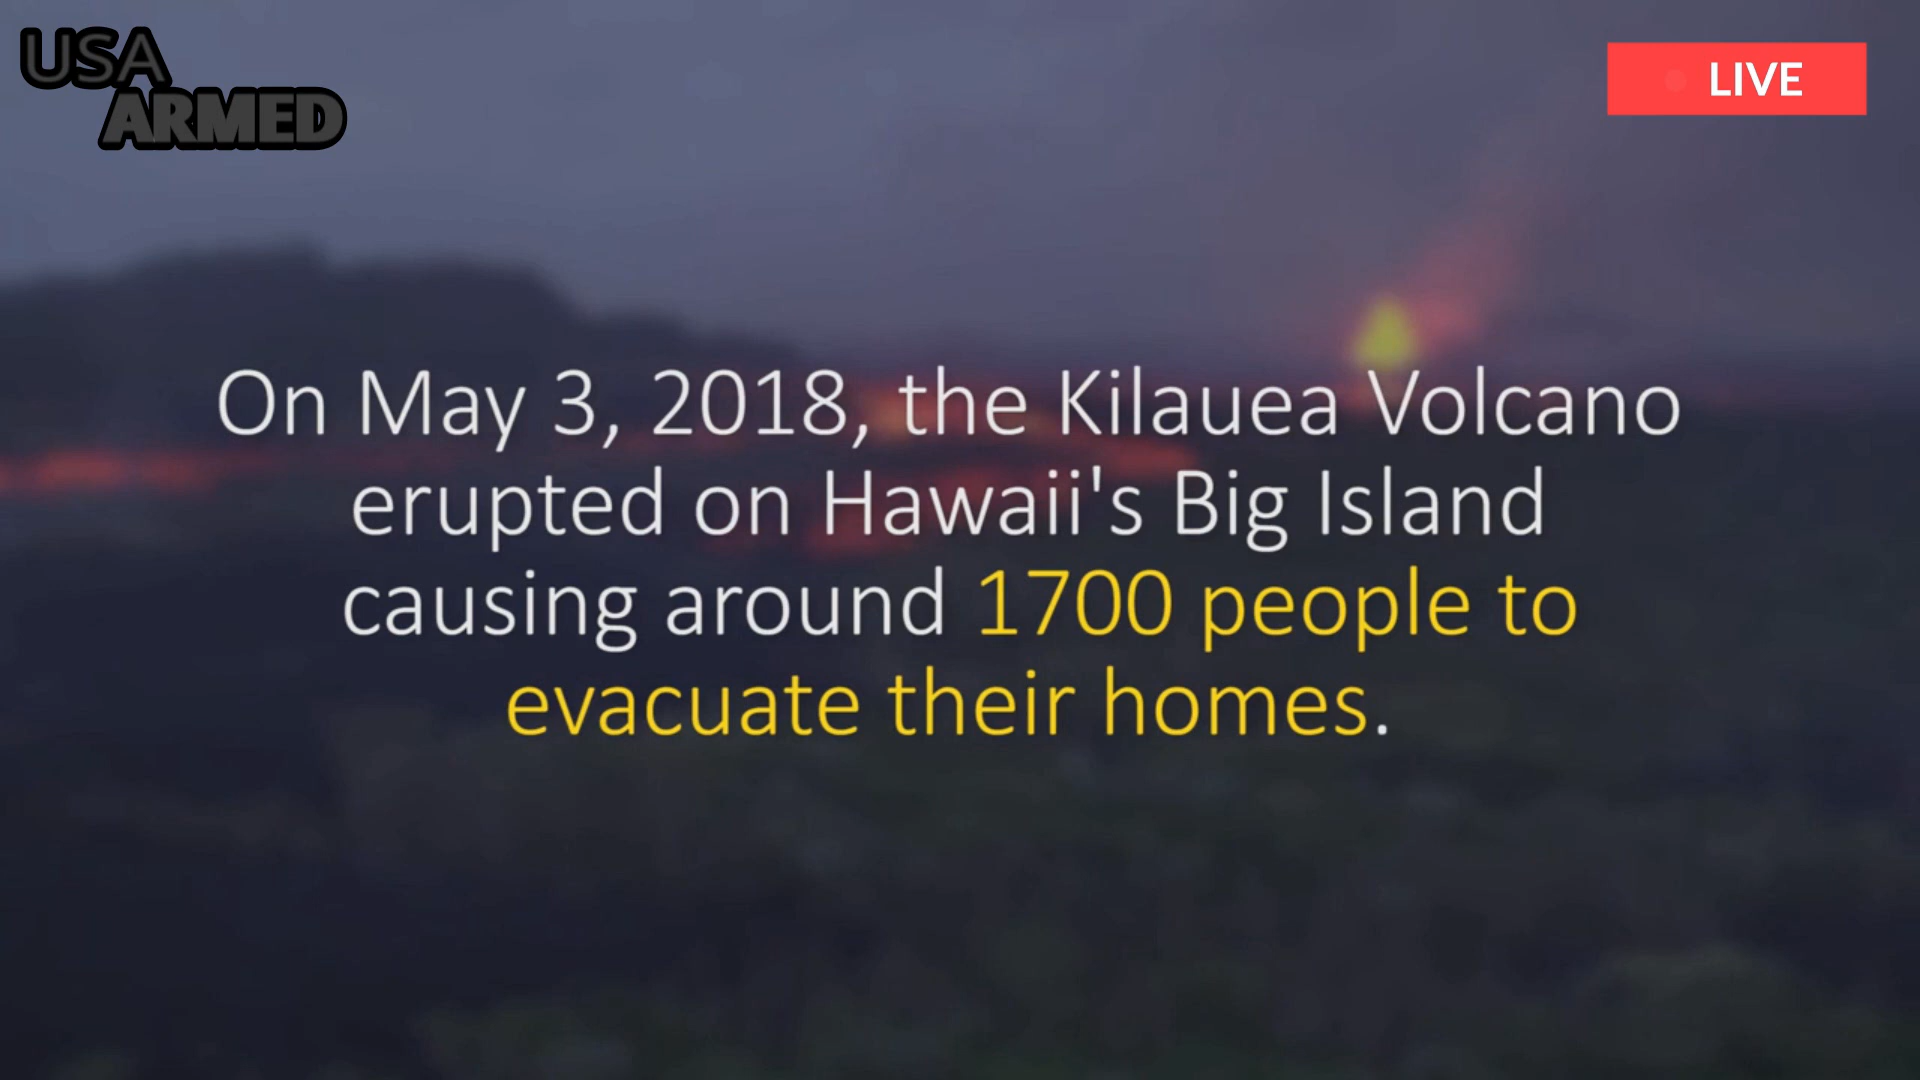 USA
ARMED
LIVE
On May 3, 2018, the Kilauea Volcano
erupted on Hawaii's Big Island
causing around 1700 people to
evacuate their homes.